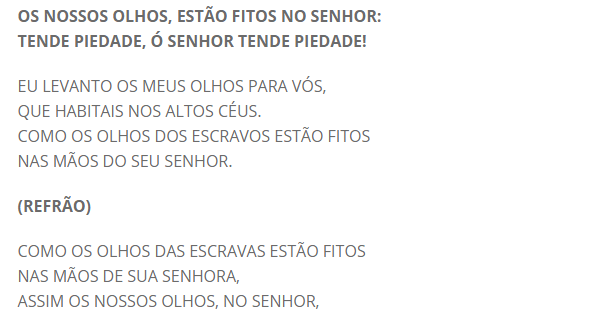 OS NOSSOS OLHOS, ESTÃO FITOS NO SENHOR:
TENDE PIEDADE, Ó SENHOR TENDE PIEDADE!
EU LEVANTO OS MEUS OLHOS PARA VÓS,
QUE HABITAIS NOS ALTOS CÉUS.
COMO OS OLHOS DOS ESCRAVOS ESTÃO FITOS
NAS MÃOS DO SEU SENHOR.
(REFRÃO)
COMO OS OLHOS DAS ESCRAVAS ESTÃO FITOS
NAS MÃOS DE SUA SENHORA,
ASSIM OS NOSSOS OLHOS, NO SENHOR,